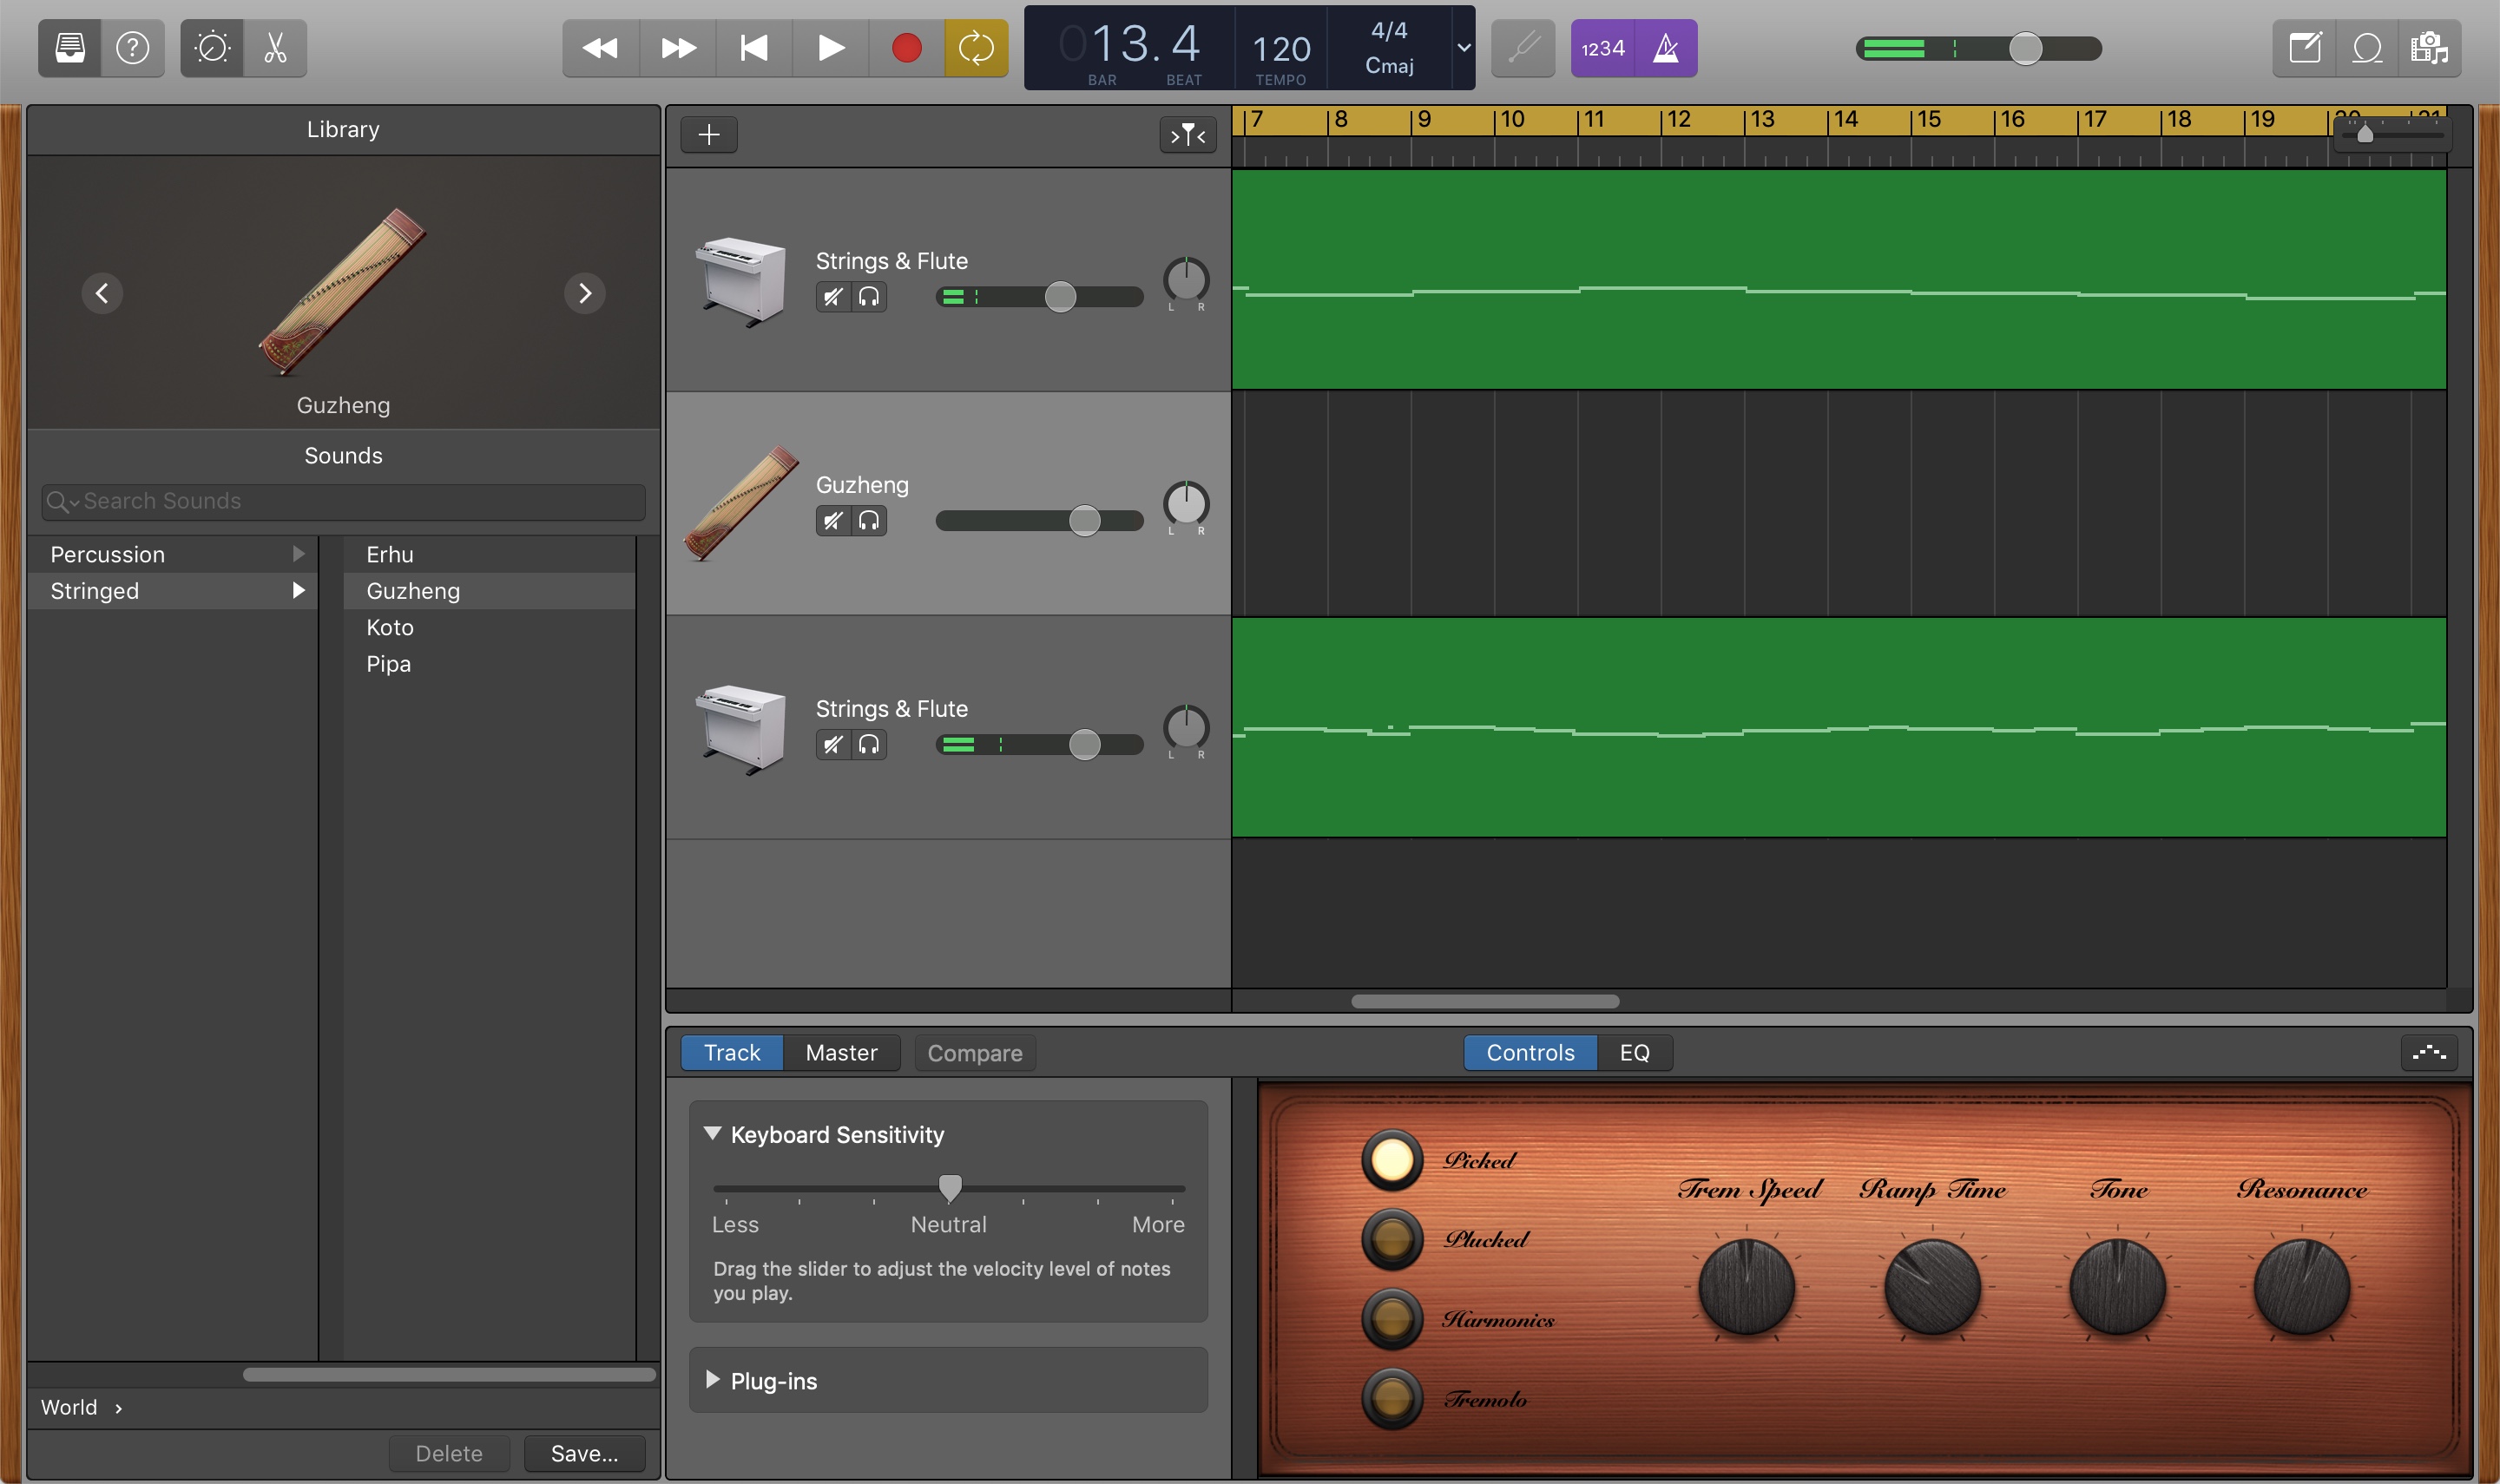 ?
013.4
BAR BEAT
120
TEMPO
4/4
Cmaj
1234
Library
Guzheng
Sounds
Search Sounds
Percussion
Stringed
Erhu
Guzheng
Koto
Pipa
World
Delete
Save...
7 8 9 10 11 12 13 14 15 16 17 18 19 20 21
Strings & Flute
L R
Guzheng
L R
Strings & Flute
L R
Track
Master
Compare
Controls
EQ
Keyboard Sensitivity
Less Neutral More
Drag the slider to adjust the velocity level of notes
you play.
Plug-ins
Picked
Plucked
Harmonics
Tremolo
Trem Speed
Ramp Time
Tone
Resonance